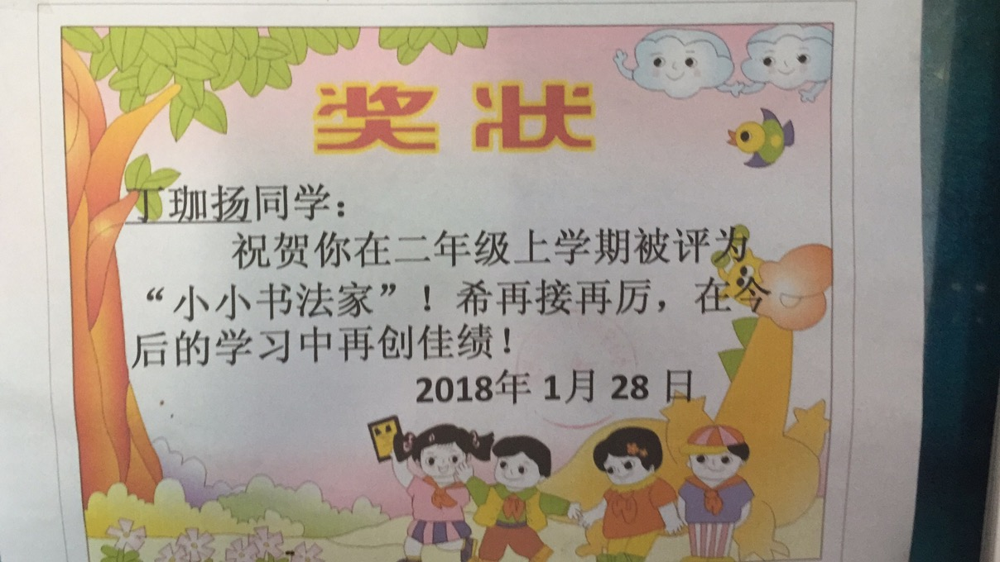 奖状
丁珈扬同学：
祝贺你在二年级上学期被评为
“小小书法家”！希再接再厉，在今
后的学习中再创佳绩！
2018年 1月 28 日